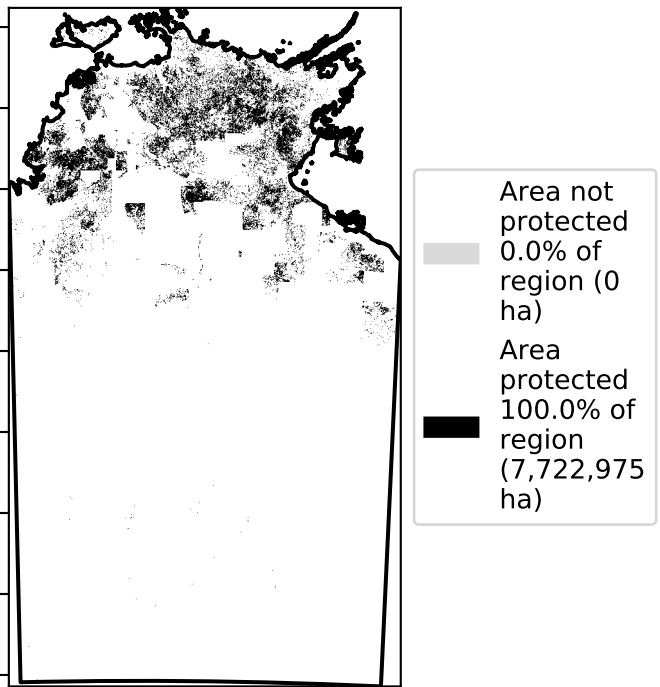 Area not
protected
0.0% of
region (0
ha)
Area
protected
100.0% of
region
(7,722,975
ha)